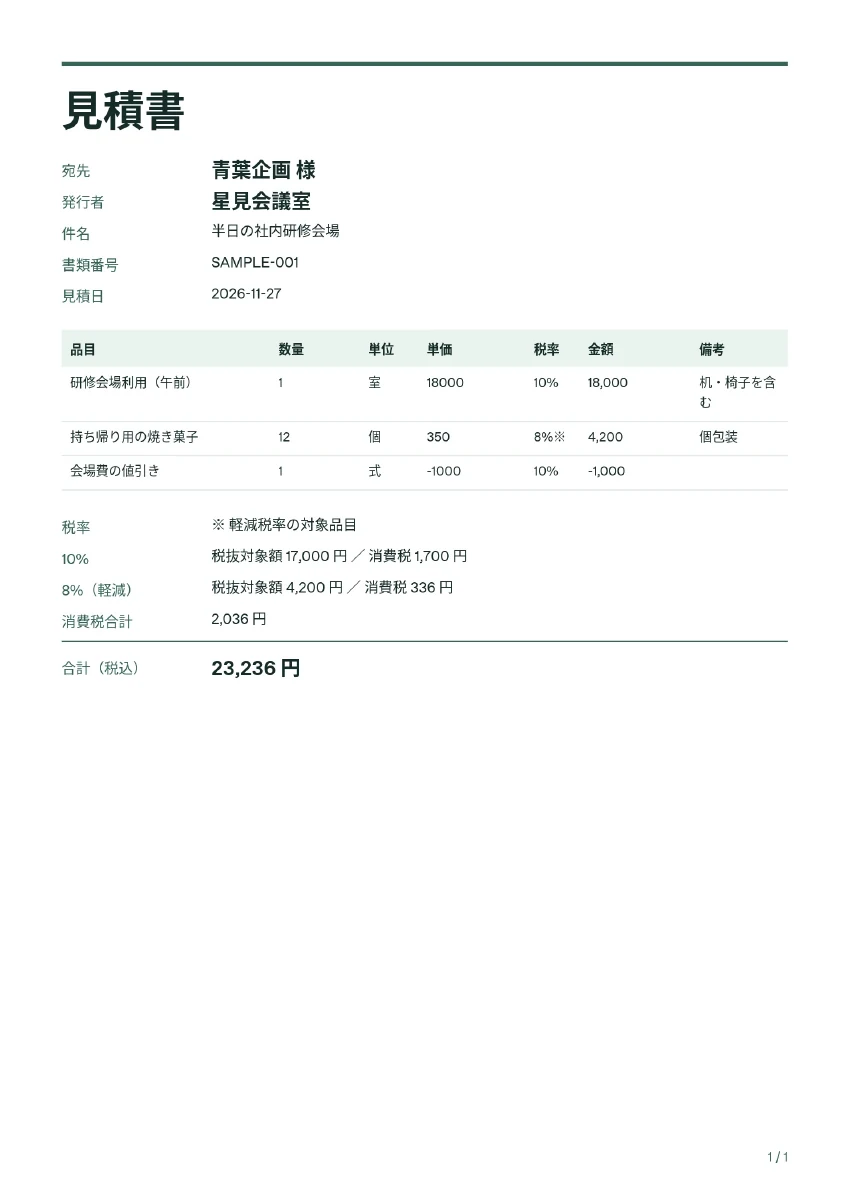 見積書
宛先 青葉企画 様
発行者 星見会議室
件名 半日の社内研修会場
書類番号 SAMPLE-001
見積日 2026-11-27
品目 数量 単位 単価 税率 金額 備考
研修会場利用（午前） 1 室 18000 10% 18,000 机・椅子を含
む
持ち帰り用の焼き菓子 12 個 350 8%※ 4,200 個包装
会場費の値引き 1 式 -1000 10% -1,000
税率 ※ 軽減税率の対象品目
10% 税抜対象額 17,000 円 ／ 消費税 1,700 円
8%（軽減） 税抜対象額 4,200 円 ／ 消費税 336 円
消費税合計 2,036 円
合計（税込） 23,236 円
1 / 1